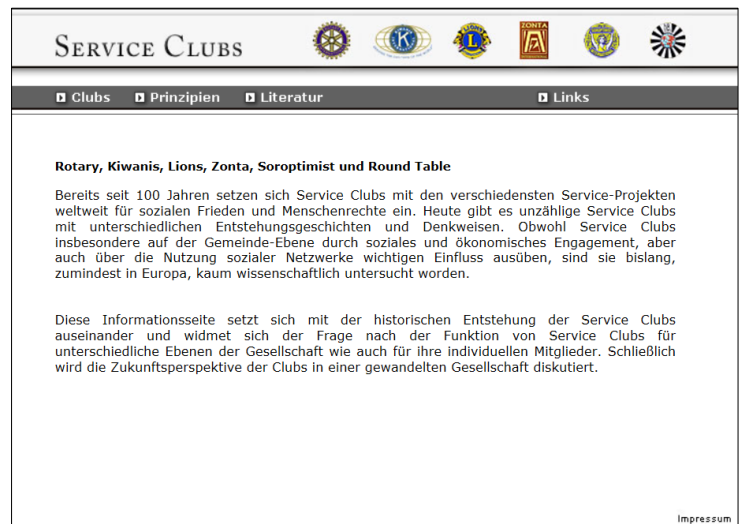 SERVICE CLUBS
K
LIONS
L
ZONTA
Clubs Prinzipien Literatur Links
Rotary, Kiwanis, Lions, Zonta, Soroptimist und Round Table
Bereits seit 100 Jahren setzen sich Service Clubs mit den verschiedensten Service-Projekten
weltweit für sozialen Frieden und Menschenrechte ein. Heute gibt es unzählige Service Clubs
mit unterschiedlichen Entstehungsgeschichten und Denkweisen. Obwohl Service Clubs
insbesondere auf der Gemeinde-Ebene durch soziales und ökonomisches Engagement, aber
auch über die Nutzung sozialer Netzwerke wichtigen Einfluss ausüben, sind sie bislang,
zumindest in Europa, kaum wissenschaftlich untersucht worden.
Diese Informationsseite setzt sich mit der historischen Entstehung der Service Clubs
auseinander und widmet sich der Frage nach der Funktion von Service Clubs für
unterschiedliche Ebenen der Gesellschaft wie auch für ihre individuellen Mitglieder. Schließlich
wird die Zukunftsperspektive der Clubs in einer gewandelten Gesellschaft diskutiert.
Impressum